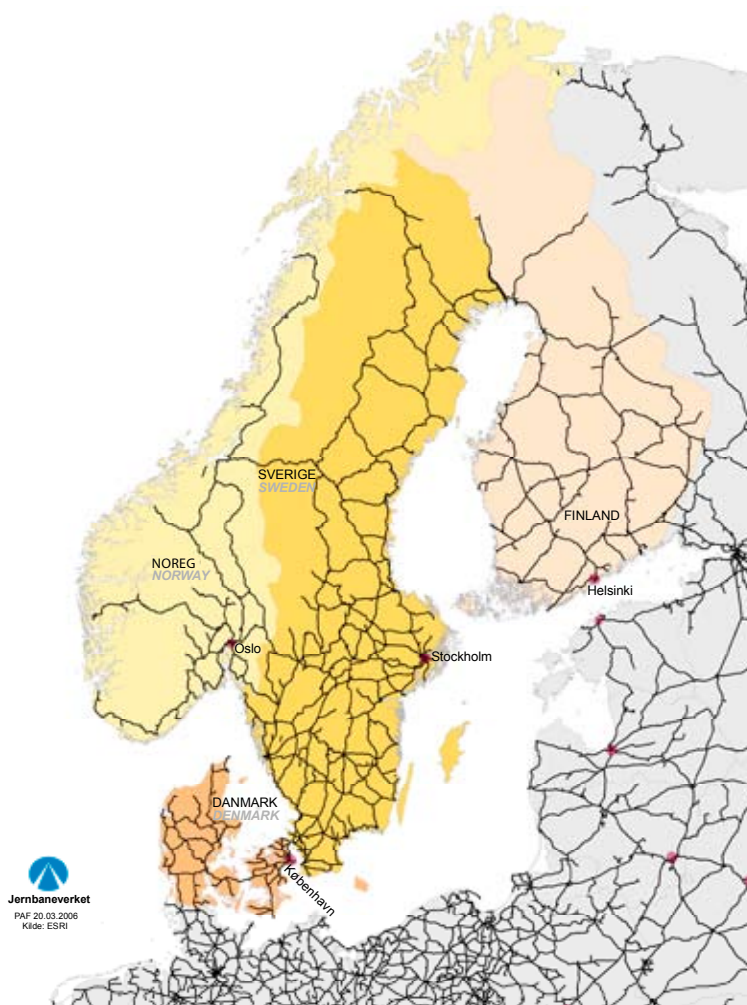 SVERIGE
SWEDEN
FINLAND
NOREG
NORWAY
Helsinki
Oslo
Stockholm
DANMARK
DENMARK
København
Jernbaneverket
PAF 20.03.2006
Kilde: ESRI